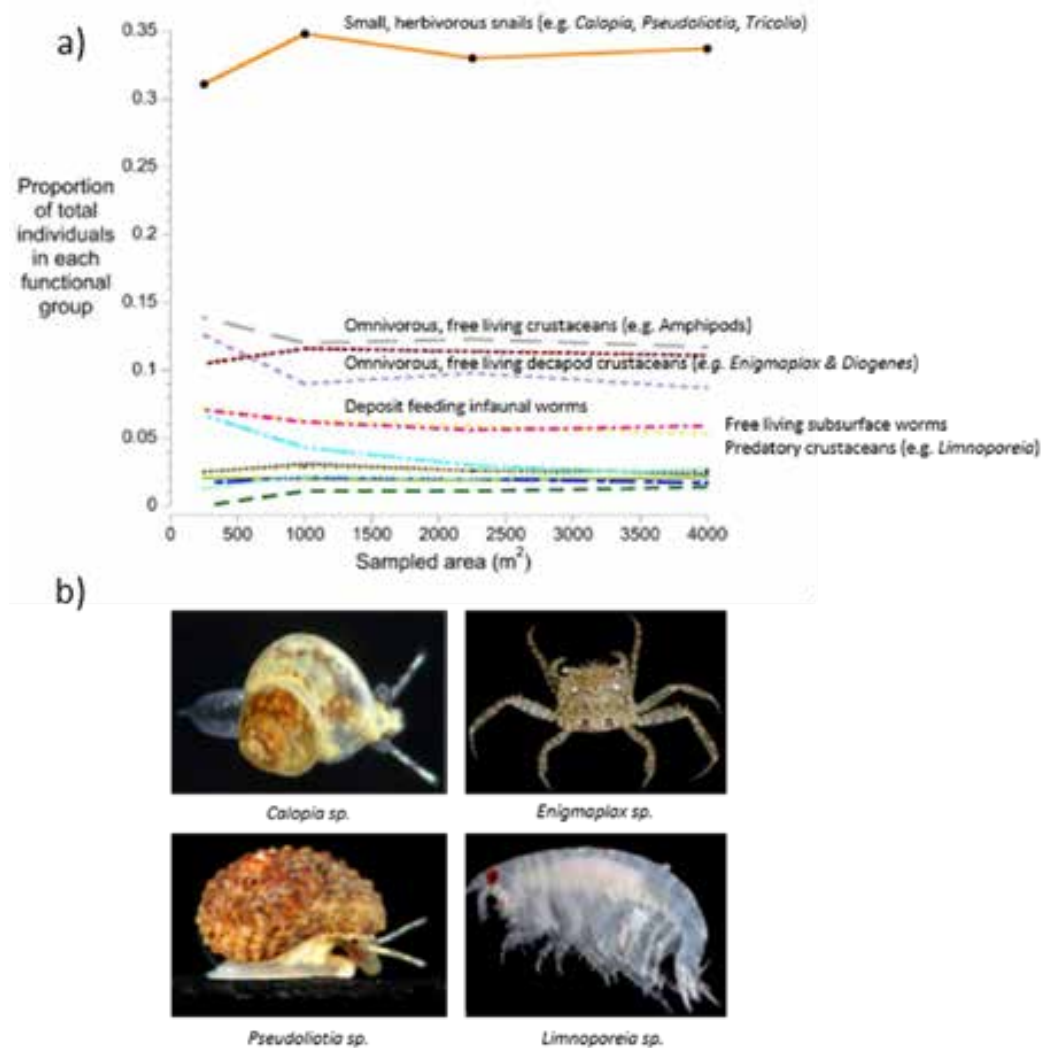 a)
Small, herbivorous snails (e.g. Calopia, Pseudoliotia, Tricolia)
0.35
0.3
0.25
0.2
0.15
0.1
0.05
0
Proportion
of total
individuals
in each
functional
group
Omnivorous, free living crustaceans (e.g. Amphipods)
Omnivorous, free living decapod crustaceans (e.g. Enigmaplax & Diogenes)
Deposit feeding infaunal worms
Free living subsurface worms
Predatory crustaceans (e.g. Limnoporeia)
0 500 1000 1500 2000 2500 3000 3500 4000
Sampled area (m²)
b)
Calopia sp.
Enigmaplax sp.
Pseudoliotia sp.
Limnoporeia sp.